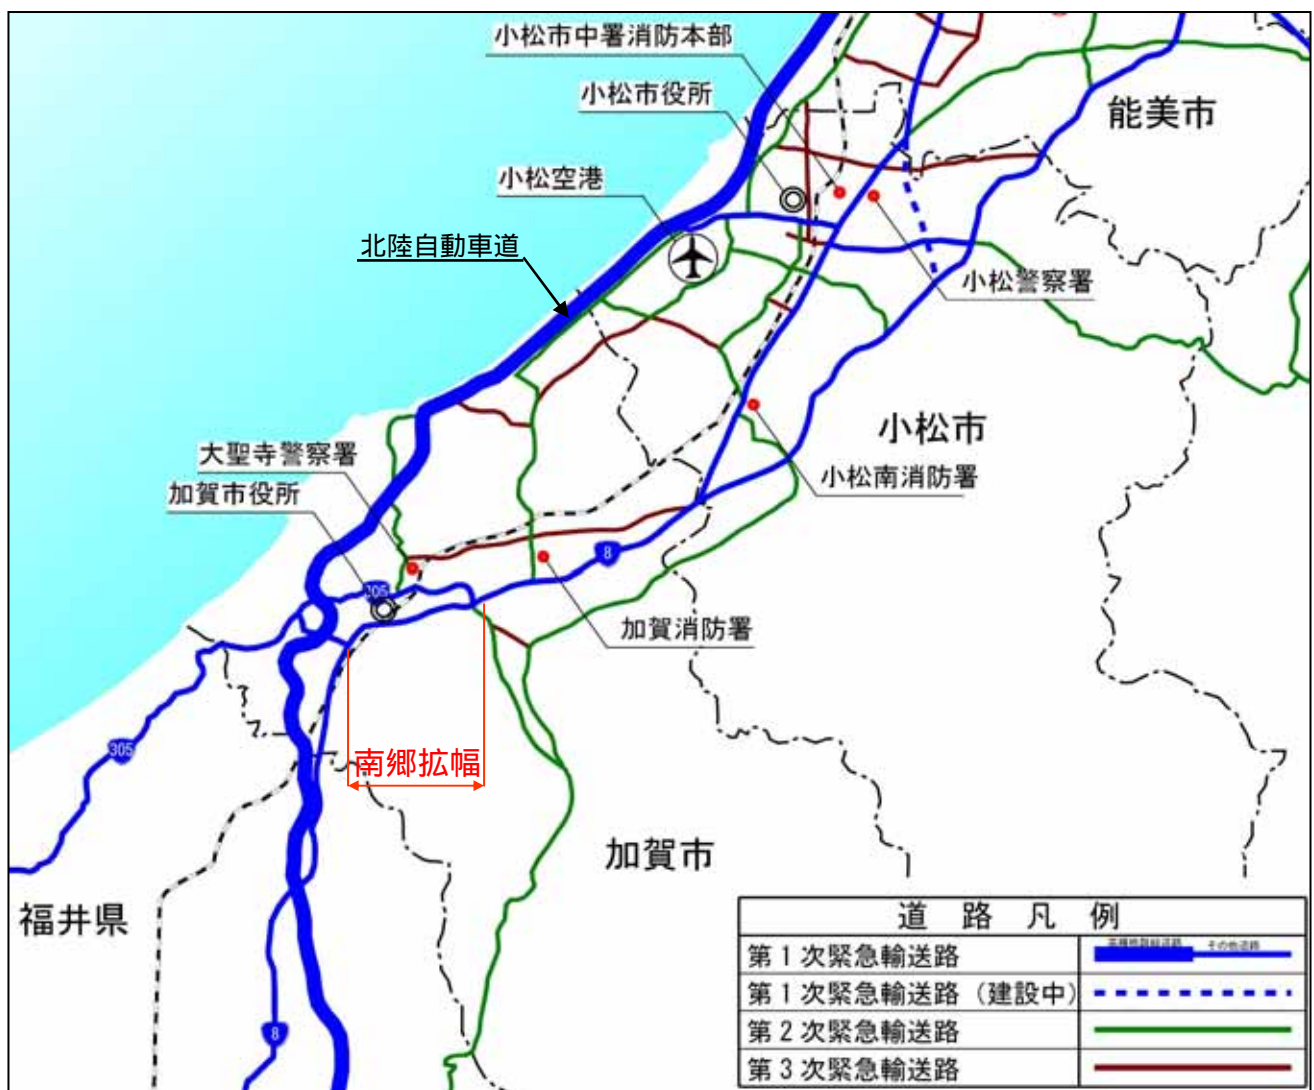 小松市中署消防本部
小松市役所
能美市
小松空港
北陸自動車道
小松警察署
小松市
大聖寺警察署
小松南消防署
加賀市役所
8
305
加賀消防署
305
南郷拡幅
加賀市
福井県
8
道路凡例
第1次緊急輸送路
その他道路
第1次緊急輸送路（建設中）
第2次緊急輸送路
第3次緊急輸送路